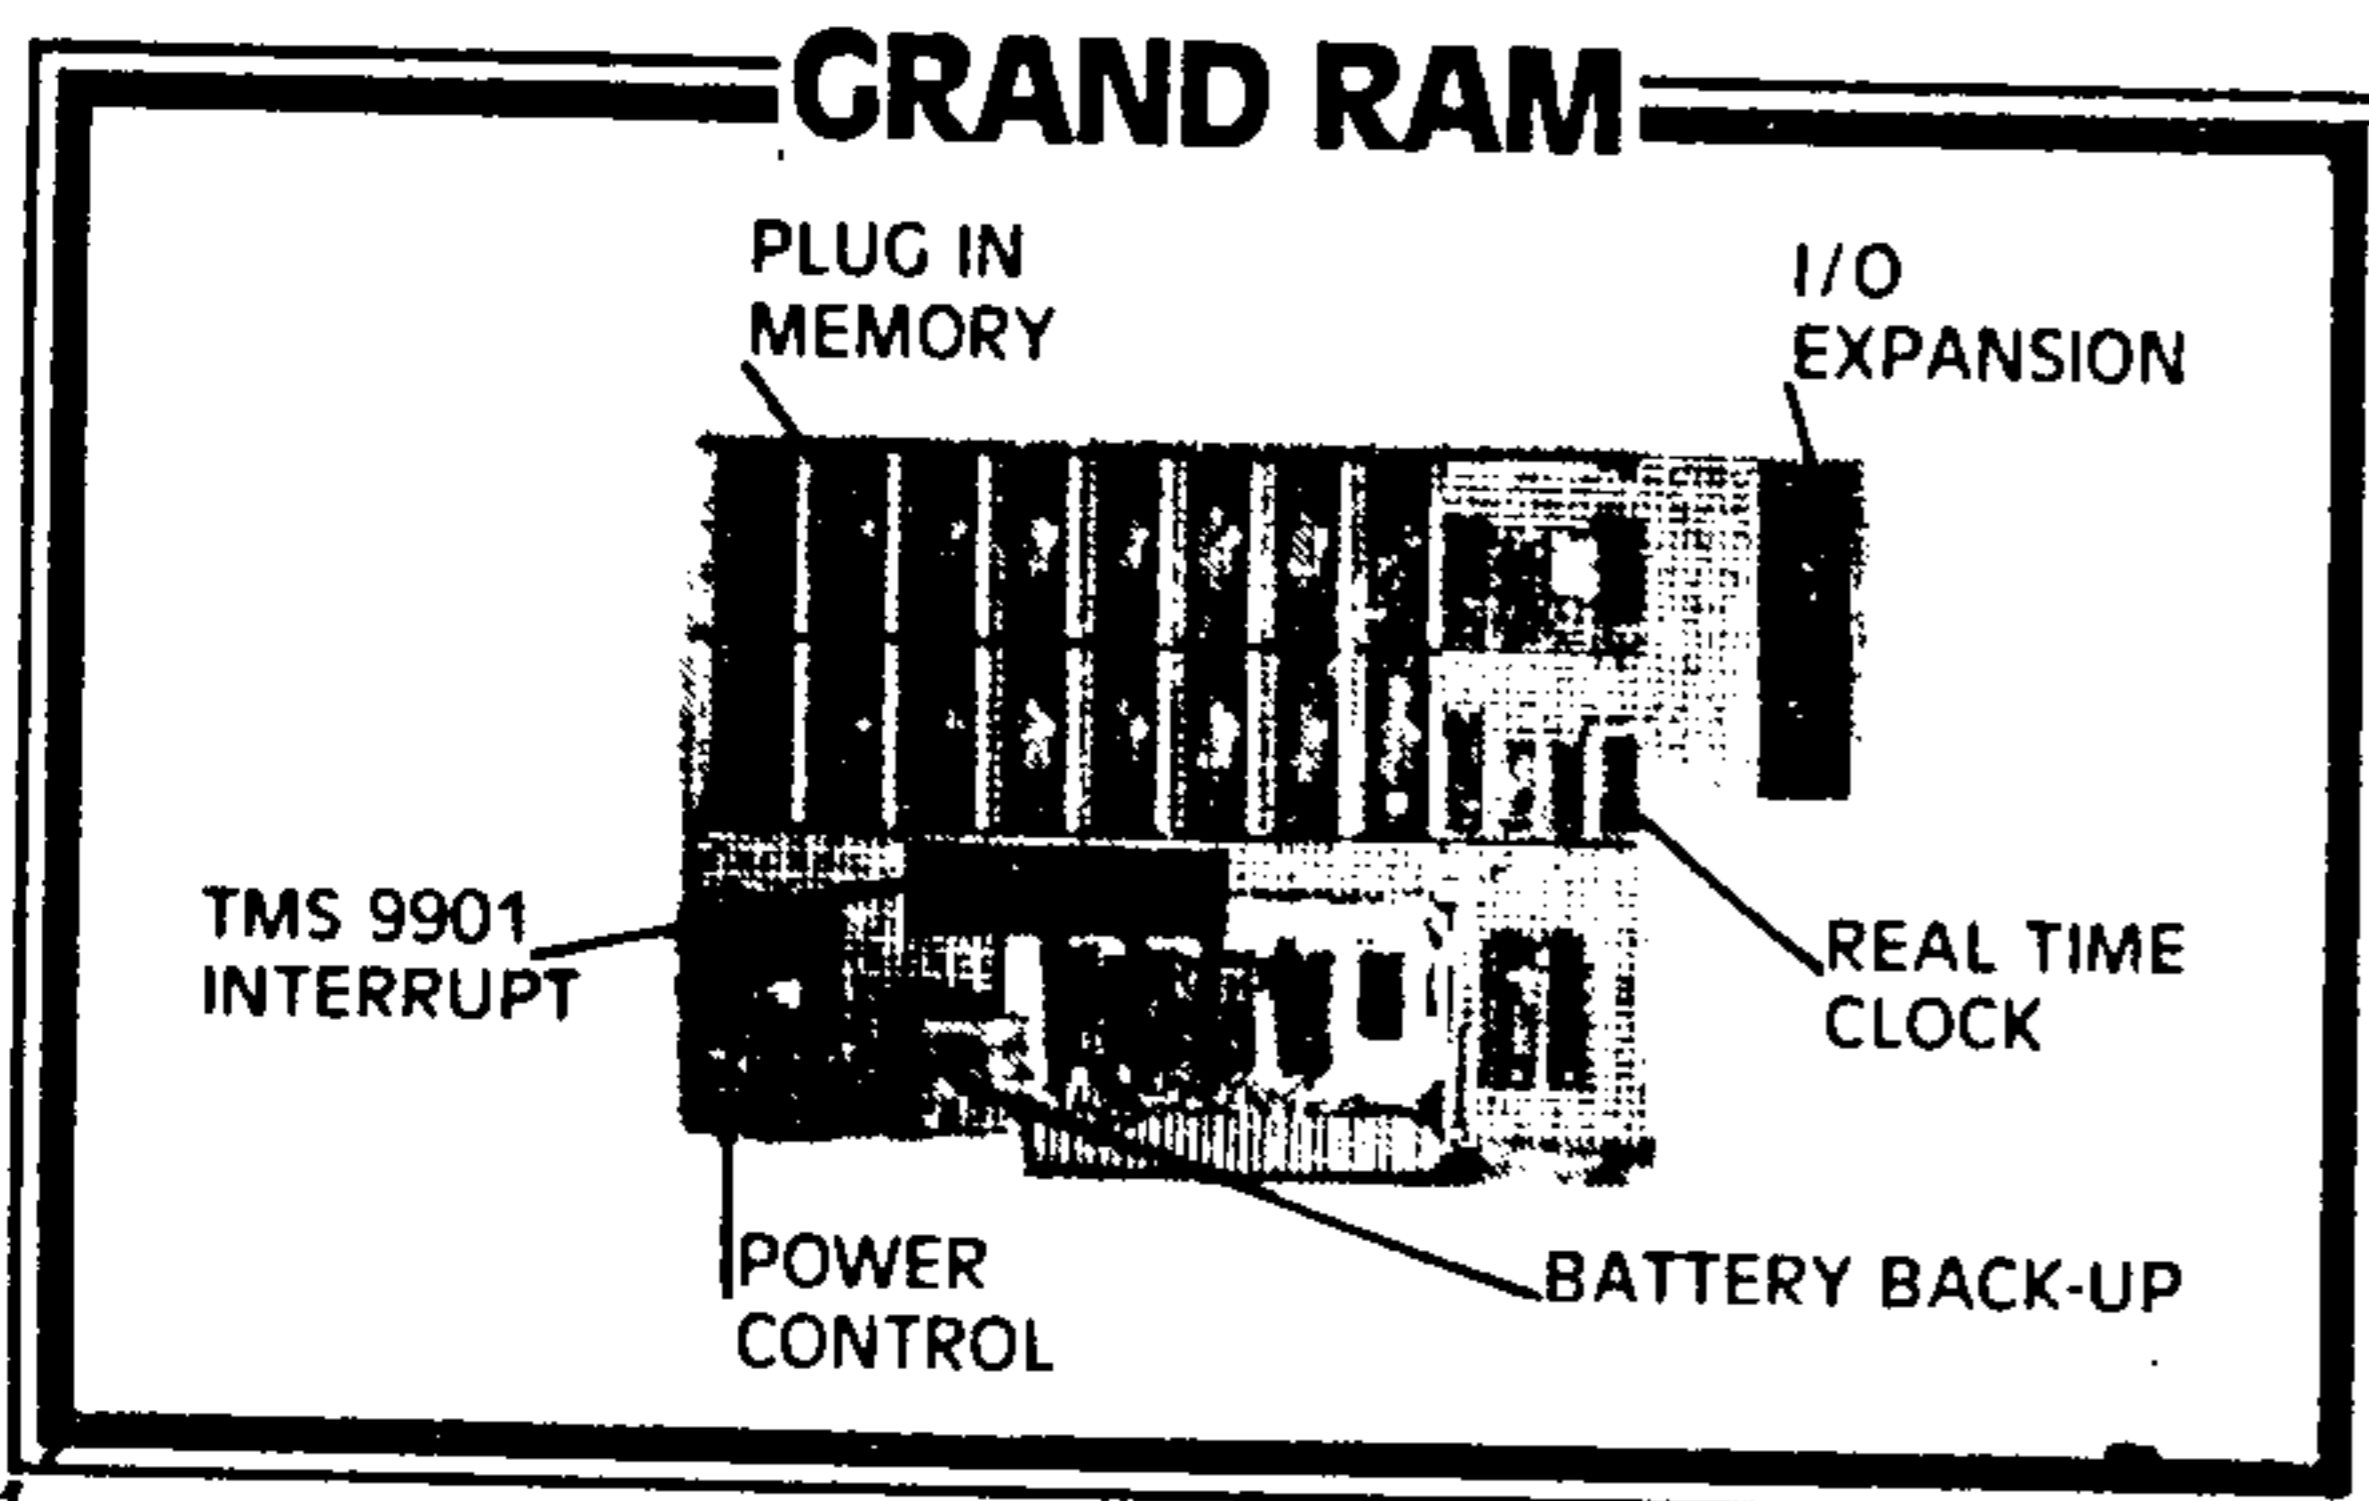 GRAND RAM
PLUG IN
MEMORY
I/O
EXPANSION
TMS 9901
INTERRUPT
REAL TIME
CLOCK
POWER
CONTROL
BATTERY BACK-UP